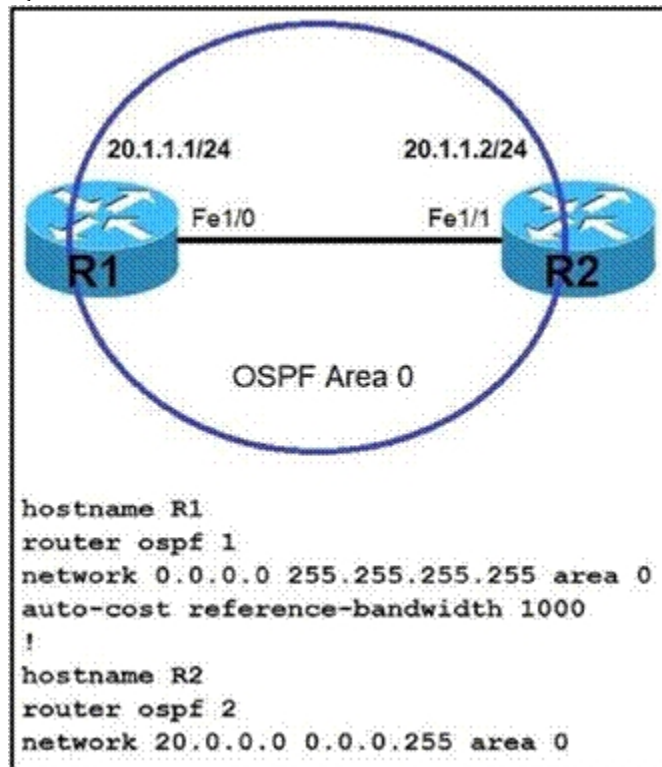 20.1.1.1/24 20.1.1.2/24
Fe1/0 Fe1/1
R1 R2
OSPF Area 0
hostname R1
router ospf 1
network 0.0.0.0 255.255.255.255 area 0
auto-cost reference-bandwidth 1000
!
hostname R2
router ospf 2
network 20.0.0.0 0.0.0.255 area 0